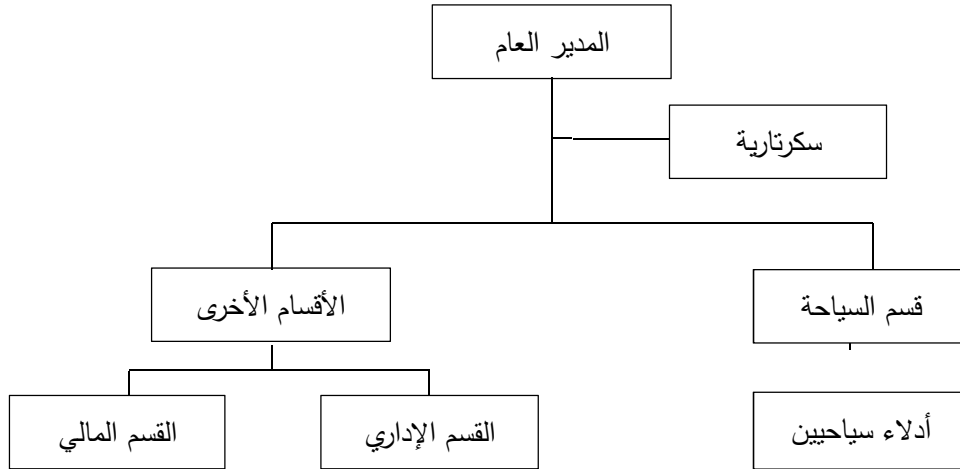 المدير العام
سكرتارية
قسم السياحة
الأقسام الأخرى
أدلاء سياحيين
القسم الإداري
القسم المالي